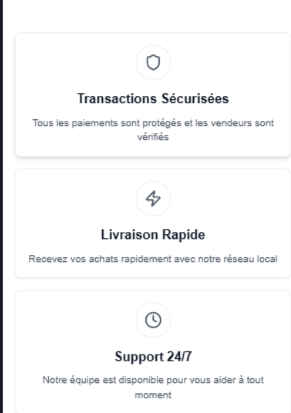 Transactions Sécurisées
Tous les paiements sont protégés et les vendeurs sont
vérifiés
Livraison Rapide
Recevez vos achats rapidement avec notre réseau local
Support 24/7
Notre équipe est disponible pour vous aider à tout
moment